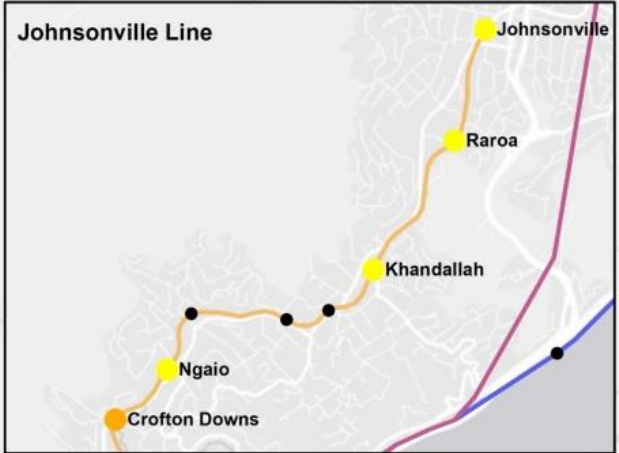 Johnsonville Line
Johnsonville
Raroa
Khandallah
Ngaio
Crofton Downs